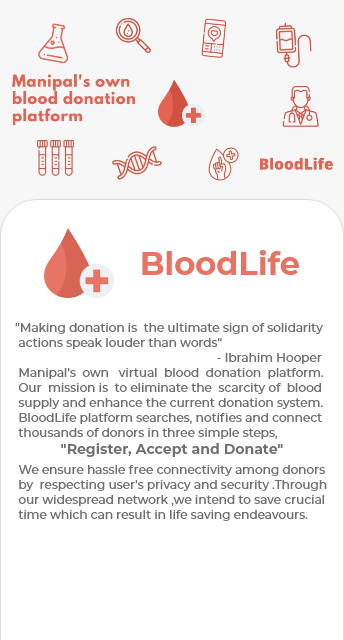 Manipal's own
blood donation
platform
BloodLife
BloodLife
"Making donation is the ultimate sign of solidarity
actions speak louder than words"
- Ibrahim Hooper
Manipal's own virtual blood donation platform.
Our mission is to eliminate the scarcity of blood
supply and enhance the current donation system.
BloodLife platform searches, notifies and connect
thousands of donors in three simple steps,
"Register, Accept and Donate"
We ensure hassle free connectivity among donors
by respecting user's privacy and security .Through
our widespread network ,we intend to save crucial
time which can result in life saving endeavours.